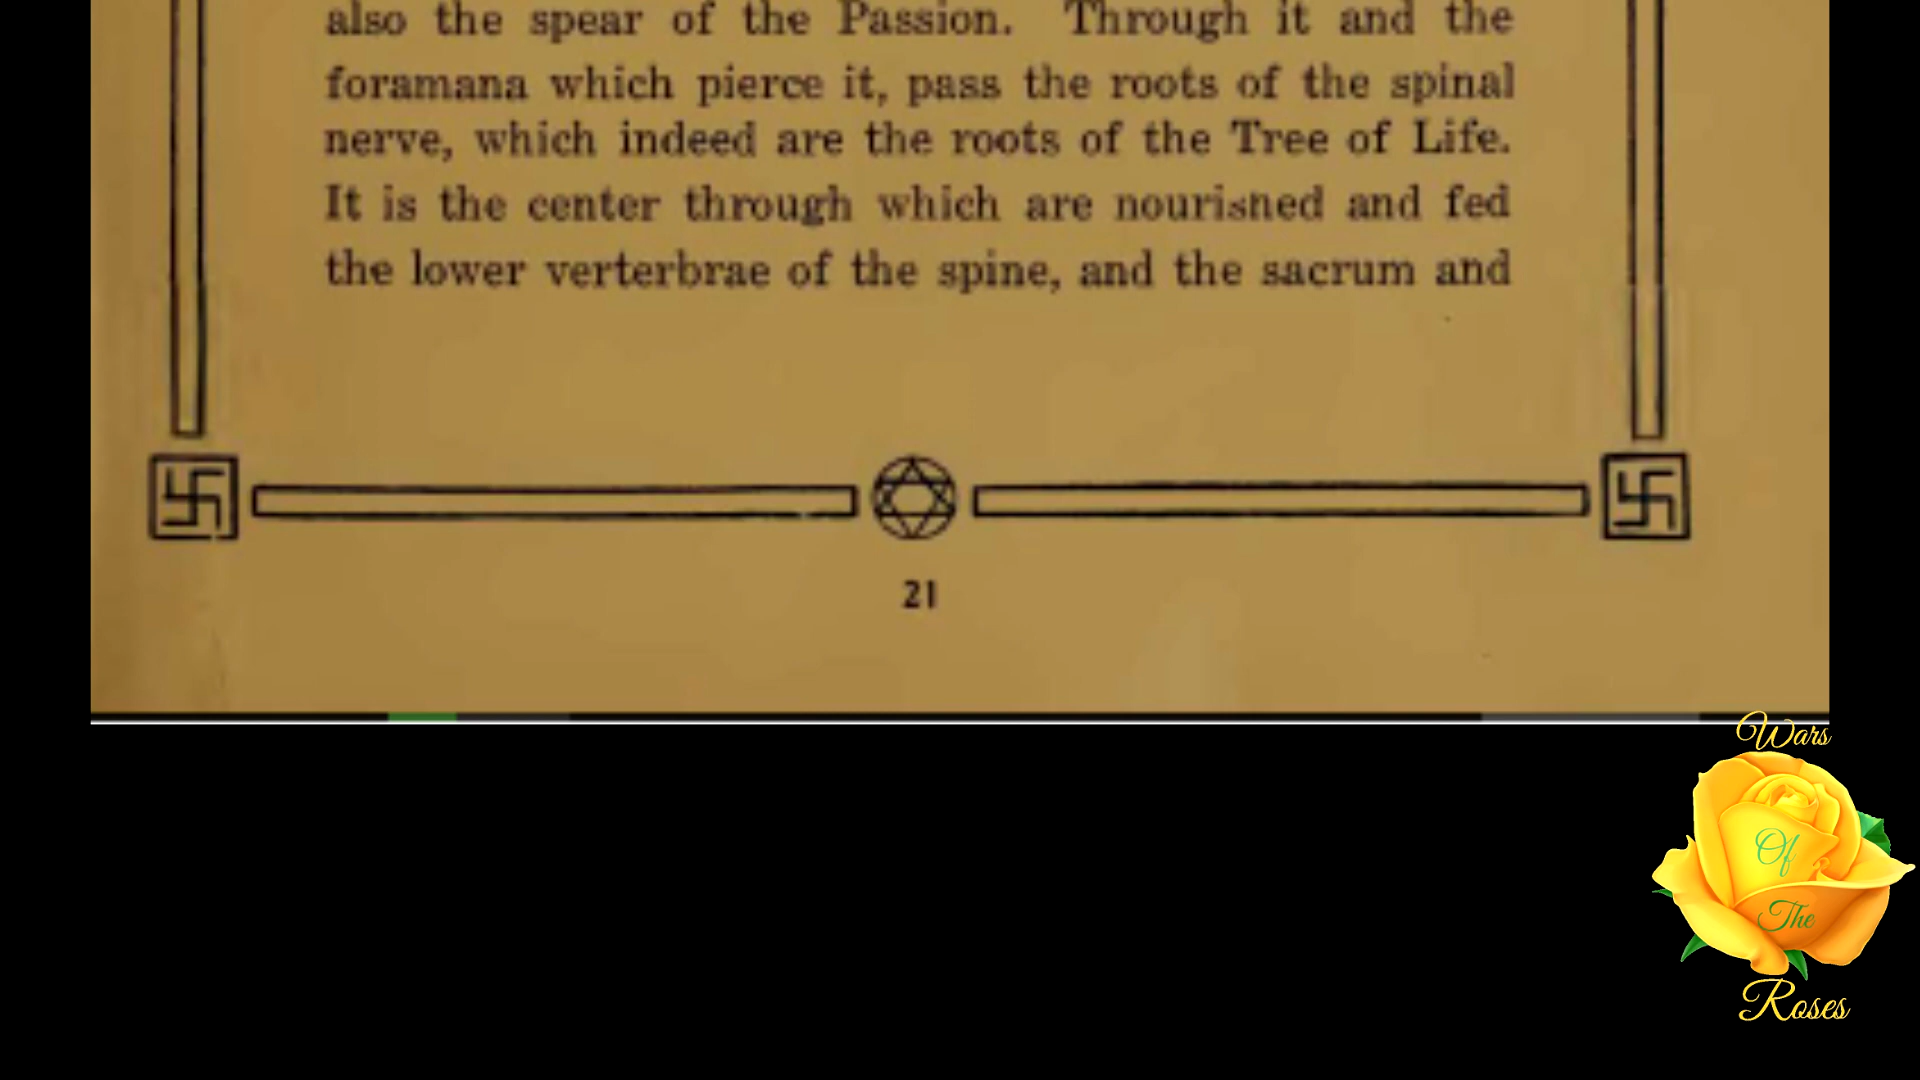 also the spear of the Passion. Through it and the
foramana which pierce it, pass the roots of the spinal
nerve, which indeed are the roots of the Tree of Life.
It is the center through which are nourished and fed
the lower verterbrae of the spine, and the sacrum and
21
Wars
Of
The
Roses